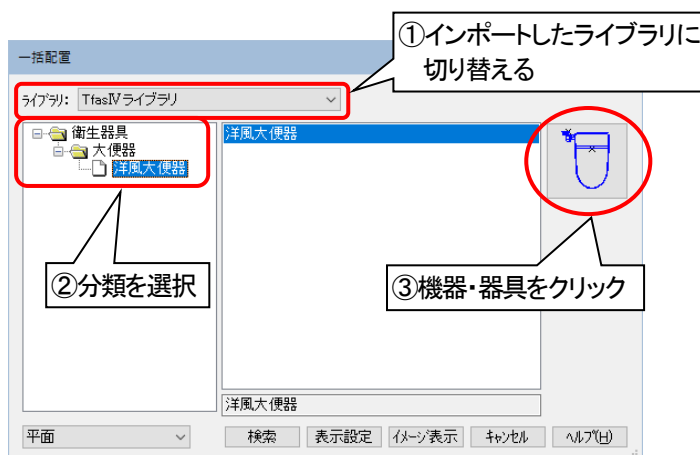 ①インポートしたライブラリに
切り替える
一括配置
ﾗｲﾌﾞﾗﾘ: TfasⅣライブラリ
衛生器具
大便器
洋風大便器
洋風大便器
②分類を選択
③機器・器具をクリック
洋風大便器
平面
検索 表示設定 ｲﾒｰｼﾞ表示 ｷｬﾝｾﾙ ﾍﾙﾌﾟ(H)